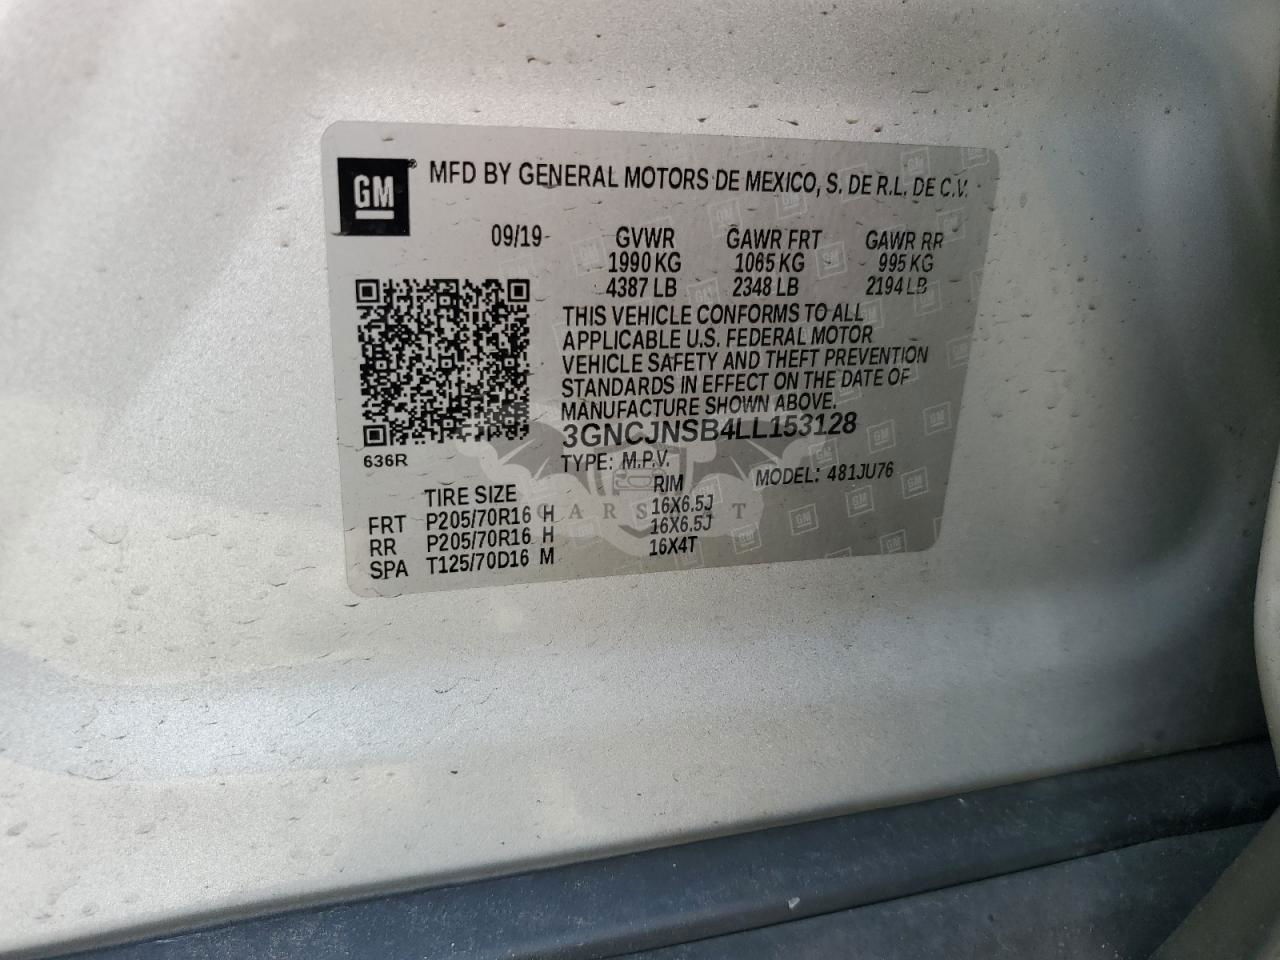 GM
MFD BY GENERAL MOTORS DE MEXICO, S. DE R.L. DE C.V.
09/19 GVWR GAWR FRT GAWR RR
1990 KG 1065 KG 995 KG
4387 LB 2348 LB 2194 LB
THIS VEHICLE CONFORMS TO ALL
APPLICABLE U.S. FEDERAL MOTOR
VEHICLE SAFETY AND THEFT PREVENTION
STANDARDS IN EFFECT ON THE DATE OF
MANUFACTURE SHOWN ABOVE.
3GNCJNSB4LL153128
636R
TYPE: M.P.V. MODEL: 481JU76
TIRE SIZE RIM
FRT P205/70R16 H 16X6.5J
RR P205/70R16 H 16X6.5J
SPA T125/70D16 M 16X4T